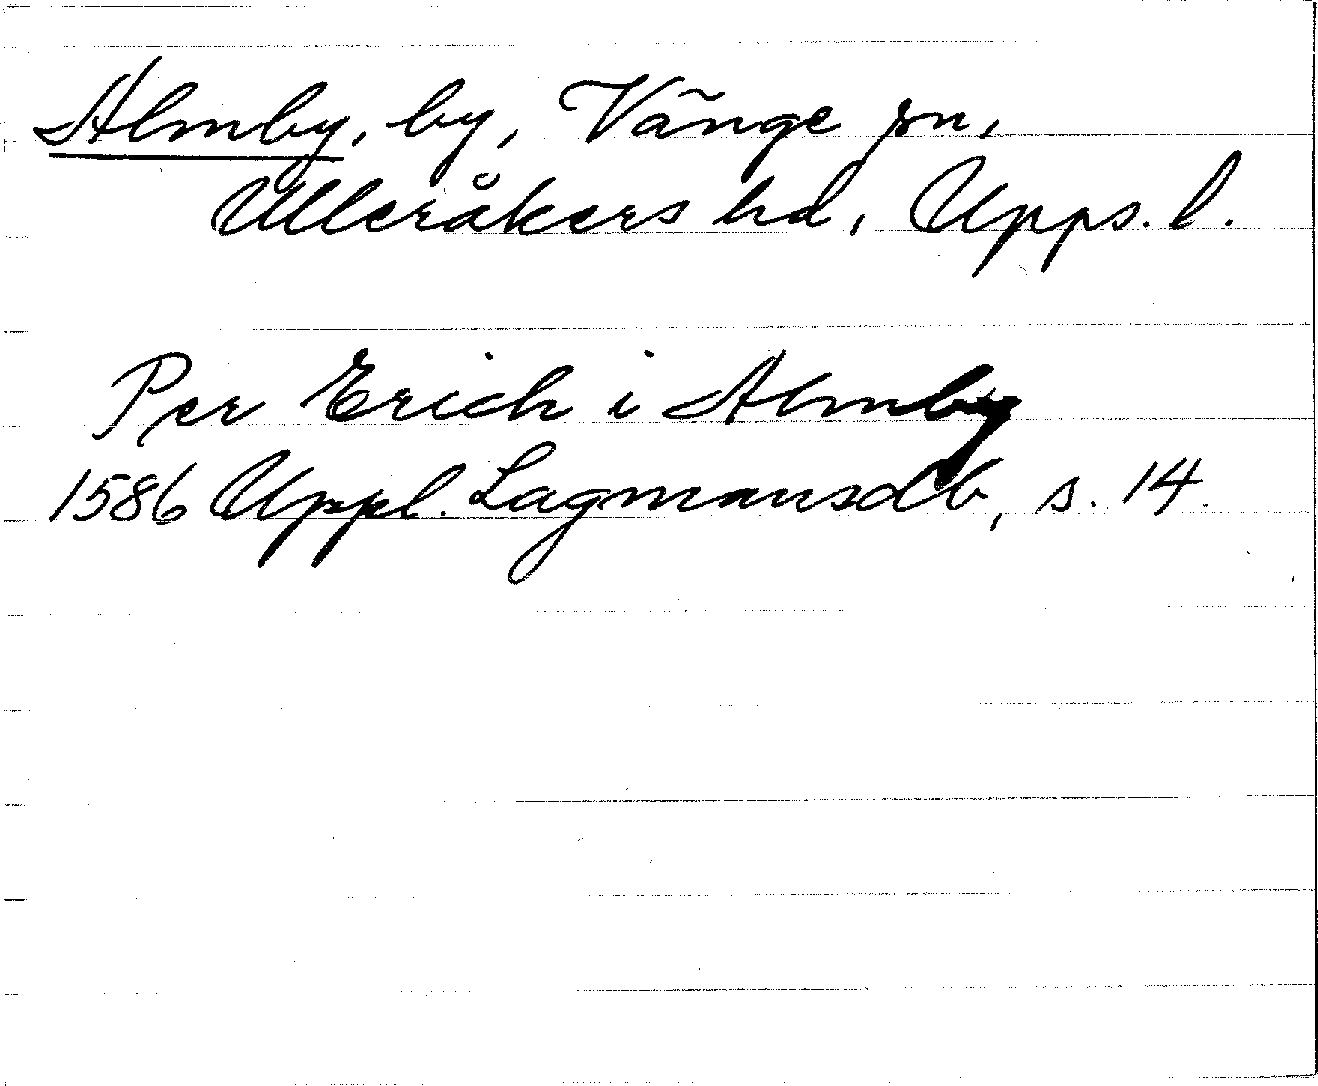 Almby, by, Vänge sn,
Ulleråkers hd, Upps. l.
Per Erich i Almby
1586 Uppl. Lagmansdb, s. 14.